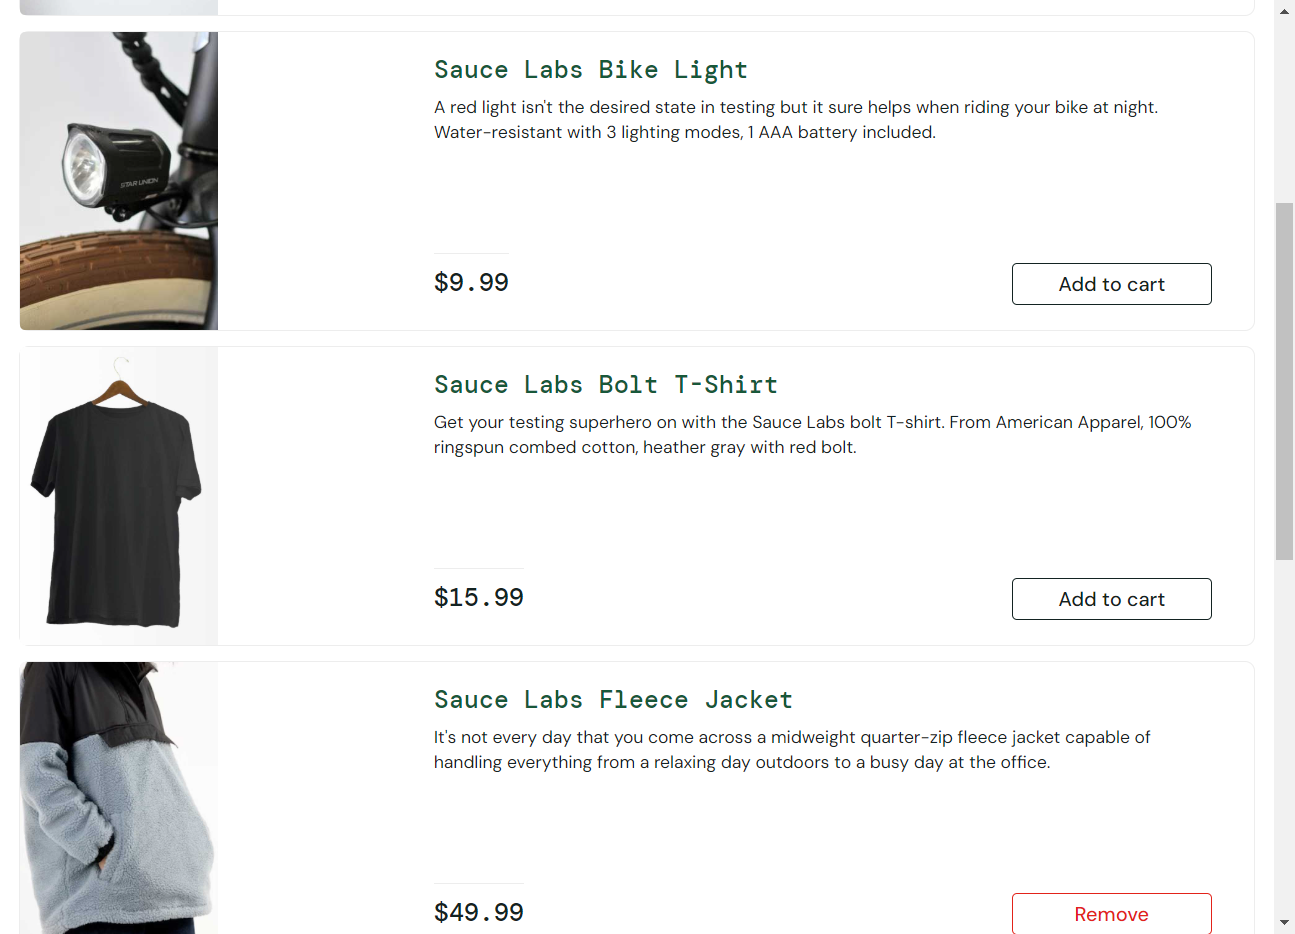 STAR UNION
Sauce Labs Bike Light
A red light isn't the desired state in testing but it sure helps when riding your bike at night.
Water-resistant with 3 lighting modes, 1 AAA battery included.
$9.99
Add to cart
Sauce Labs Bolt T-Shirt
Get your testing superhero on with the Sauce Labs bolt T-shirt. From American Apparel, 100%
ringspun combed cotton, heather gray with red bolt.
$15.99
Add to cart
Sauce Labs Fleece Jacket
It's not every day that you come across a midweight quarter-zip fleece jacket capable of
handling everything from a relaxing day outdoors to a busy day at the office.
$49.99
Remove